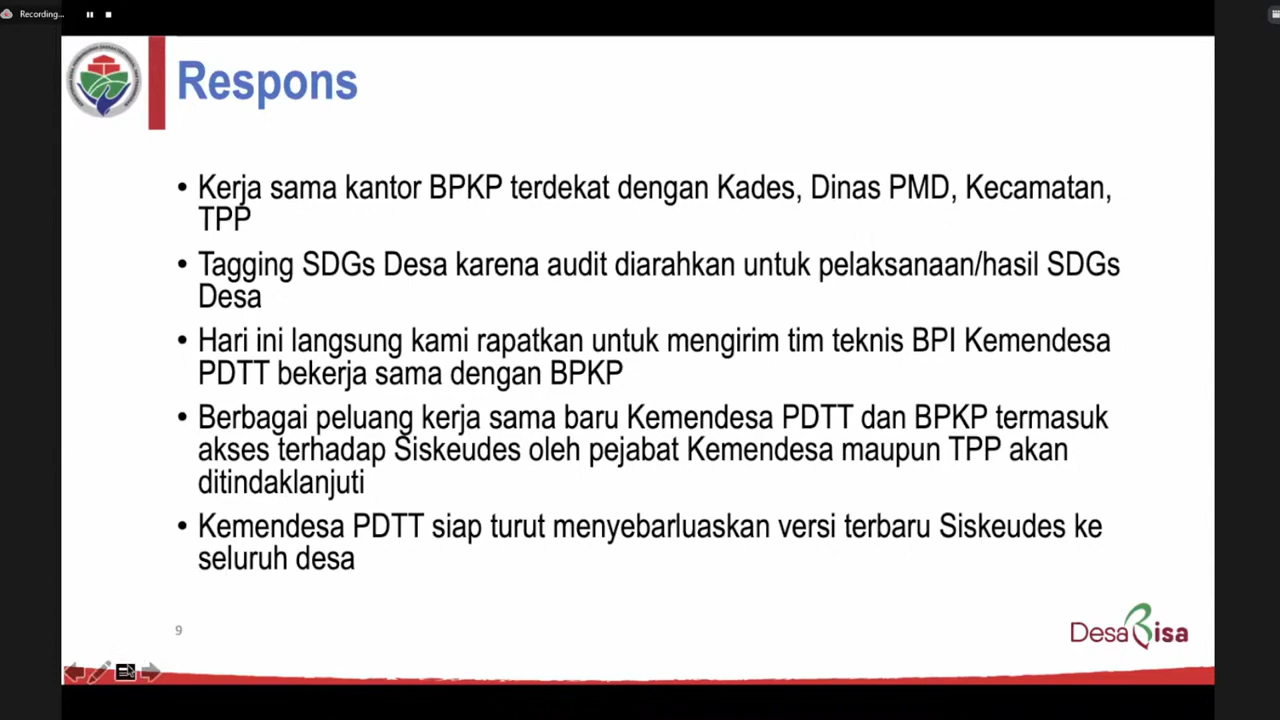 Recording...
Respons
• Kerja sama kantor BPKP terdekat dengan Kades, Dinas PMD, Kecamatan,
TPP
• Tagging SDGs Desa karena audit diarahkan untuk pelaksanaan/hasil SDGs
Desa
• Hari ini langsung kami rapatkan untuk mengirim tim teknis BPI Kemendesa
PDTT bekerja sama dengan BPKP
• Berbagai peluang kerja sama baru Kemendesa PDTT dan BPKP termasuk
akses terhadap Siskeudes oleh pejabat Kemendesa maupun TPP akan
ditindaklanjuti
• Kemendesa PDTT siap turut menyebarluaskan versi terbaru Siskeudes ke
seluruh desa
9
Desa Bisa